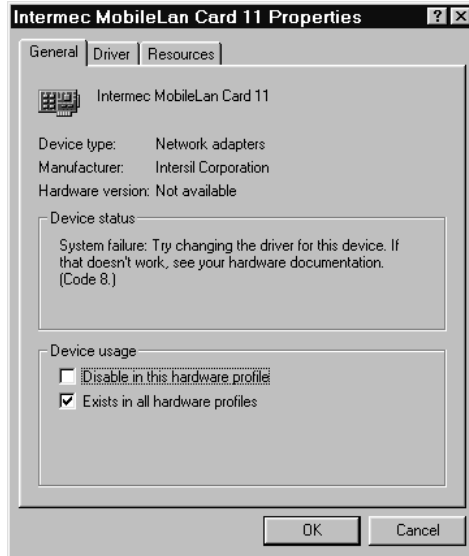 Intermec MobileLan Card 11 Properties
General Driver Resources
Intermec MobileLan Card 11
Device type: Network adapters
Manufacturer: Intersil Corporation
Hardware version: Not available
Device status
System failure: Try changing the driver for this device. If
that doesn't work, see your hardware documentation.
(Code 8.)
Device usage
Disable in this hardware profile
Exists in all hardware profiles
OK Cancel